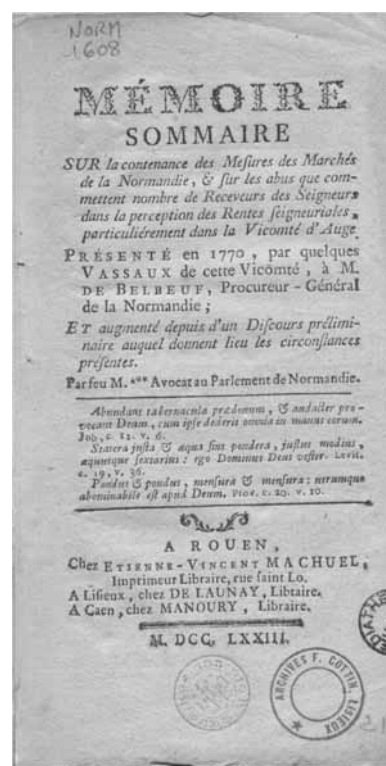 NORM
1608
MÉMOIRE
SOMMAIRE
SUR la contenance des Meſures des Marchés
de la Normandie, & ſur les abus que com-
mettent nombre de Receveurs des Seigneurs
dans la perception des Rentes ſeigneuriales,
particuliérement dans la Vicomté d'Auge.
PRÉSENTÉ en 1770, par quelques
VASSAUX de cette Vicomté, à M.
DE BELBEUF, Procureur-Général
de la Normandie;
ET augmenté depuis d'un Diſcours prélimi-
naire auquel donnent lieu les circonſtances
préſentes.
Par feu M. *** Avocat au Parlement de Normandie.
Abundant tabernacula prædonum, & audacter pro-
vocant Deum, cum ipſe dederit omnia in manus eorum.
Job, c. 12. v. 6.
Statera juſta & æqua ſint pondera, juſtus modius,
æquuſque ſextarius: ego Dominus Deus veſter. Levit.
c. 19, v. 36.
Pondus & pondus, menſura & menſura: utrumque
abominabile eſt apud Deum. Prov. c. 20. v. 10.
A ROUEN,
Chez ETIENNE-VINCENT MACHUEL,
Imprimeur Libraire, rue ſaint Lo.
A Liſieux, chez DE LAUNAY, Libraire.
A Caen, chez MANOURY, Libraire.
M. DCC. LXXIII.
ARCHIVES F. COTTIN, LISIEUX